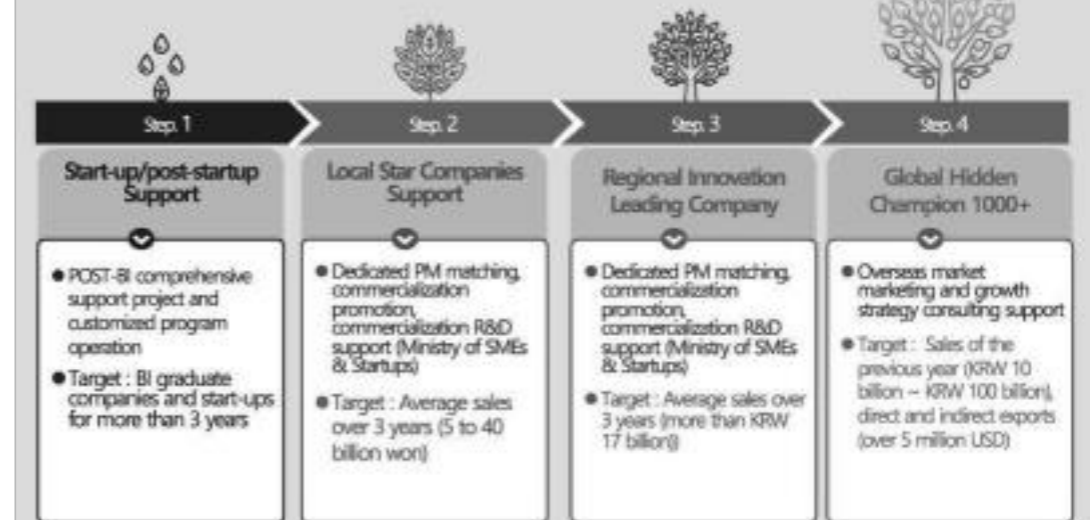 Step. 1
Step. 2
Step. 3
Step. 4
Start-up/post-startup
Support
● POST-BI comprehensive
support project and
customized program
operation
● Target : BI graduate
companies and start-ups
for more than 3 years
Local Star Companies
Support
● Dedicated PM matching,
commercialization
promotion,
commercialization R&D
support (Ministry of SMEs
& Startups)
● Target : Average sales
over 3 years (5 to 40
billion won)
Regional Innovation
Leading Company
● Dedicated PM matching,
commercialization
promotion,
commercialization R&D
support (Ministry of SMEs
& Startups)
● Target : Average sales over
3 years (more than KRW
17 billion))
Global Hidden
Champion 1000+
● Overseas market
marketing and growth
strategy consulting support
● Target : Sales of the
previous year (KRW 10
billion ~ KRW 100 billion),
direct and indirect exports
(over 5 million USD)